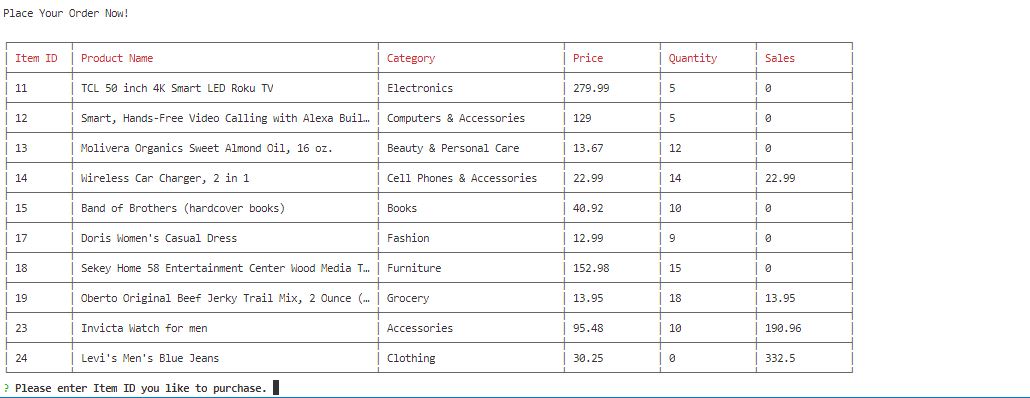 Place Your Order Now!
Item ID Product Name Category Price Quantity Sales
11 TCL 50 inch 4K Smart LED Roku TV Electronics 279.99 5 0
12 Smart, Hands-Free Video Calling with Alexa Buil… Computers & Accessories 129 5 0
13 Molivera Organics Sweet Almond Oil, 16 oz. Beauty & Personal Care 13.67 12 0
14 Wireless Car Charger, 2 in 1 Cell Phones & Accessories 22.99 14 22.99
15 Band of Brothers (hardcover books) Books 40.92 10 0
17 Doris Women's Casual Dress Fashion 12.99 9 0
18 Sekey Home 58 Entertainment Center Wood Media T… Furniture 152.98 15 0
19 Oberto Original Beef Jerky Trail Mix, 2 Ounce (… Grocery 13.95 18 13.95
23 Invicta Watch for men Accessories 95.48 10 190.96
24 Levi's Men's Blue Jeans Clothing 30.25 0 332.5
? Please enter Item ID you like to purchase.